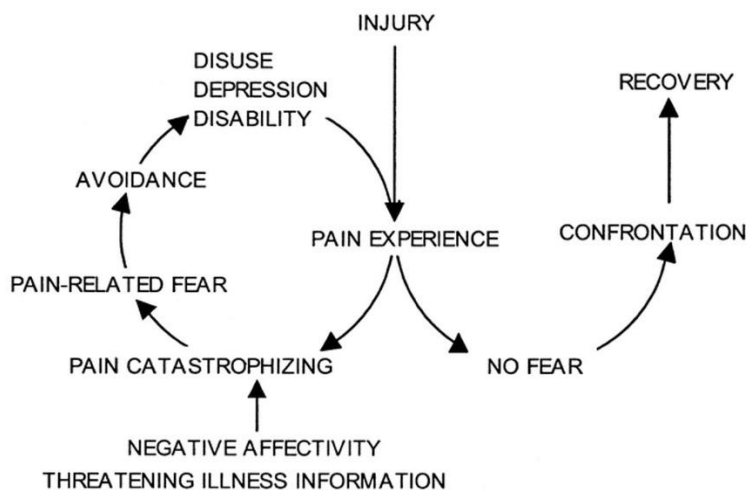 INJURY
DISUSE
DEPRESSION
DISABILITY
RECOVERY
AVOIDANCE
PAIN EXPERIENCE
CONFRONTATION
PAIN-RELATED FEAR
PAIN CATASTROPHIZING
NO FEAR
NEGATIVE AFFECTIVITY
THREATENING ILLNESS INFORMATION